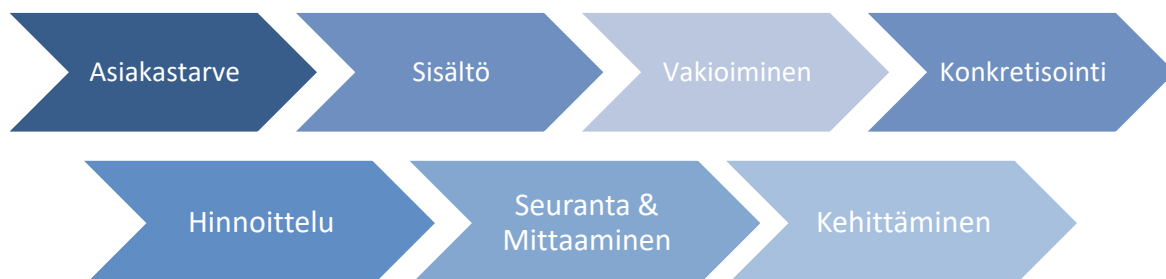 Asiakastarve
Sisältö
Vakioiminen
Konkretisointi
Hinnoittelu
Seuranta &
Mittaaminen
Kehittäminen